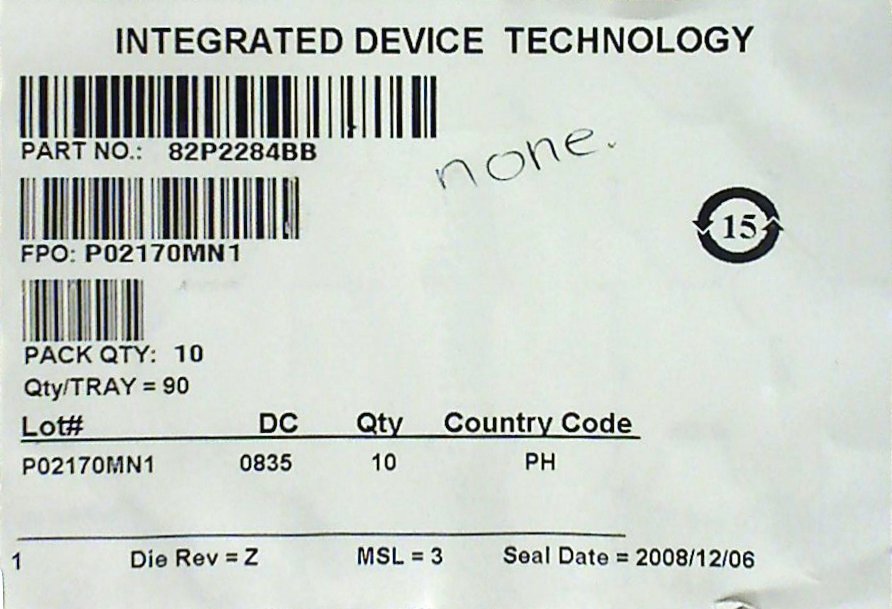 INTEGRATED DEVICE TECHNOLOGY
PART NO.: 82P2284BB
none.
FPO: P02170MN1
15
PACK QTY: 10
Qty/TRAY = 90
Lot# DC Qty Country Code
P02170MN1 0835 10 PH
1 Die Rev = Z MSL = 3 Seal Date = 2008/12/06